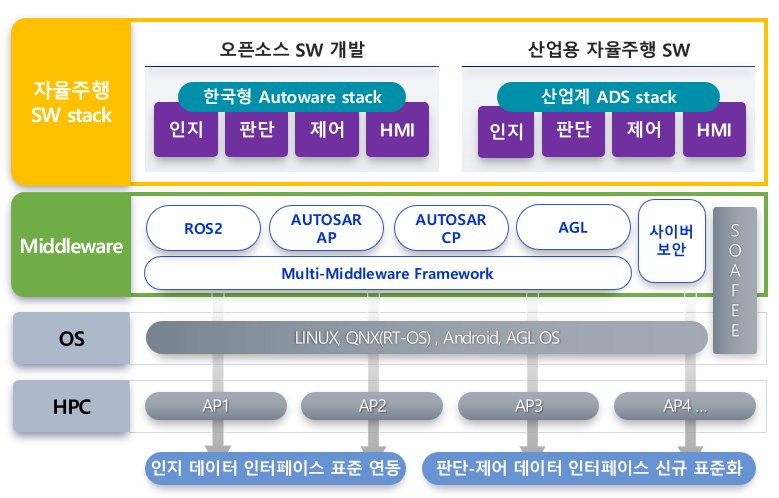 오픈소스 SW 개발
산업용 자율주행 SW
자율주행
SW stack
한국형 Autoware stack
인지
판단
제어
HMI
산업계 ADS stack
인지
판단
제어
HMI
Middleware
ROS2
AUTOSAR
AP
AUTOSAR
CP
AGL
사이버
보안
SOAFEE
Multi-Middleware Framework
OS
LINUX, QNX(RT-OS) , Android, AGL OS
HPC
AP1
AP2
AP3
AP4 ...
인지 데이터 인터페이스 표준 연동
판단-제어 데이터 인터페이스 신규 표준화